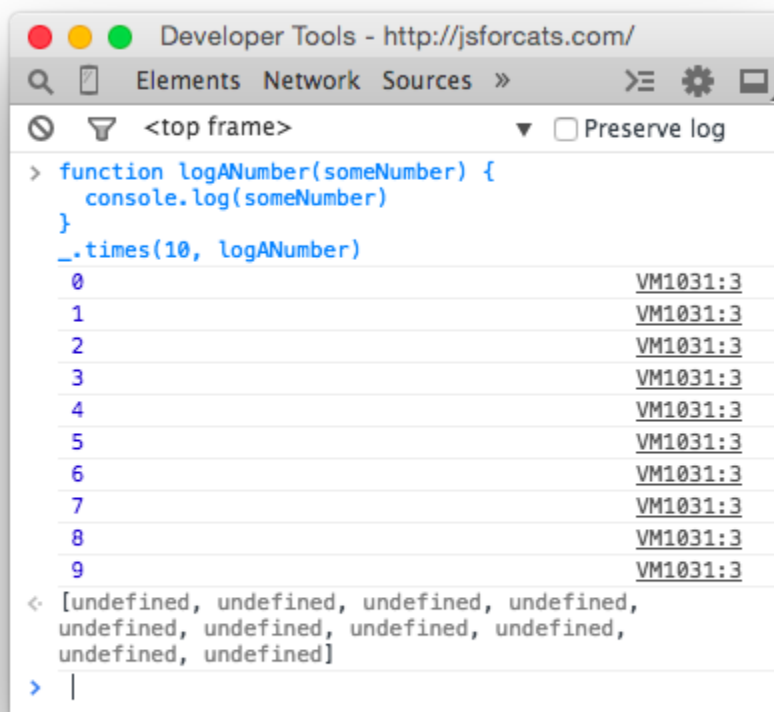 Developer Tools - http://jsforcats.com/
Elements Network Sources »
<top frame> ▼ Preserve log
> function logANumber(someNumber) {
console.log(someNumber)
}
_.times(10, logANumber)
0 VM1031:3
1 VM1031:3
2 VM1031:3
3 VM1031:3
4 VM1031:3
5 VM1031:3
6 VM1031:3
7 VM1031:3
8 VM1031:3
9 VM1031:3
[undefined, undefined, undefined, undefined,
undefined, undefined, undefined, undefined,
undefined, undefined]
>